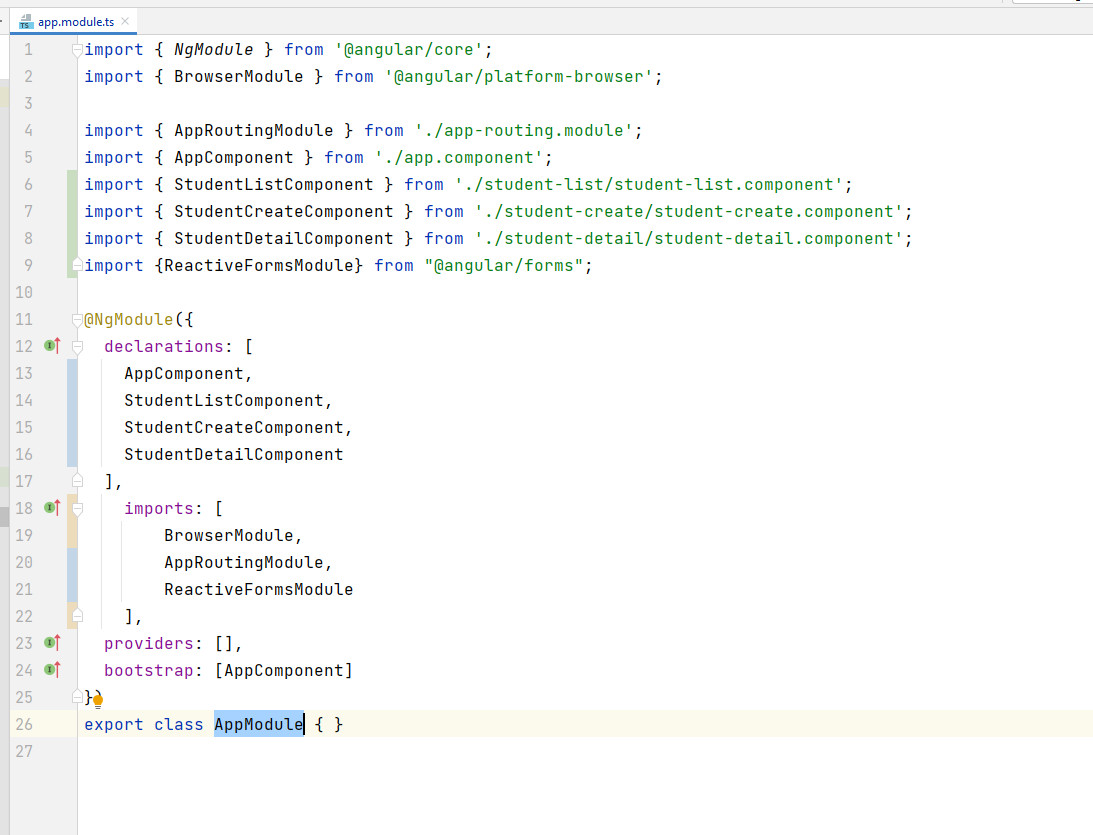 app.module.ts
1 import { NgModule } from '@angular/core';
2 import { BrowserModule } from '@angular/platform-browser';
3
4 import { AppRoutingModule } from './app-routing.module';
5 import { AppComponent } from './app.component';
6 import { StudentListComponent } from './student-list/student-list.component';
7 import { StudentCreateComponent } from './student-create/student-create.component';
8 import { StudentDetailComponent } from './student-detail/student-detail.component';
9 import {ReactiveFormsModule} from "@angular/forms";
10
11 @NgModule({
12   declarations: [
13     AppComponent,
14     StudentListComponent,
15     StudentCreateComponent,
16     StudentDetailComponent
17   ],
18     imports: [
19         BrowserModule,
20         AppRoutingModule,
21         ReactiveFormsModule
22     ],
23   providers: [],
24   bootstrap: [AppComponent]
25 })
26 export class AppModule { }
27